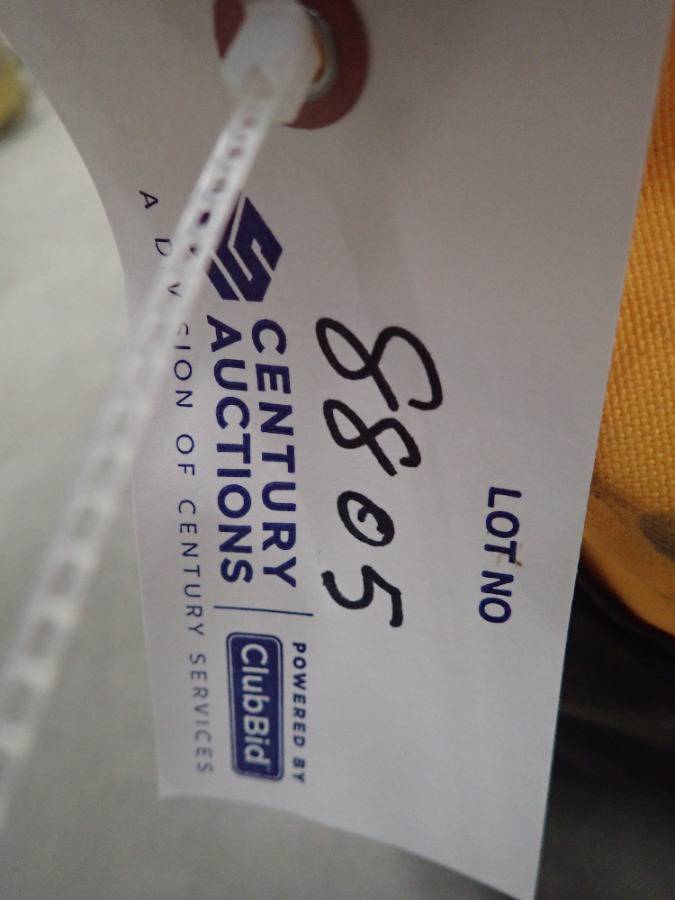 LOT NO
8805
CENTURY
AUCTIONS
POWERED BY
ClubBid
A DIVISION OF CENTURY SERVICES